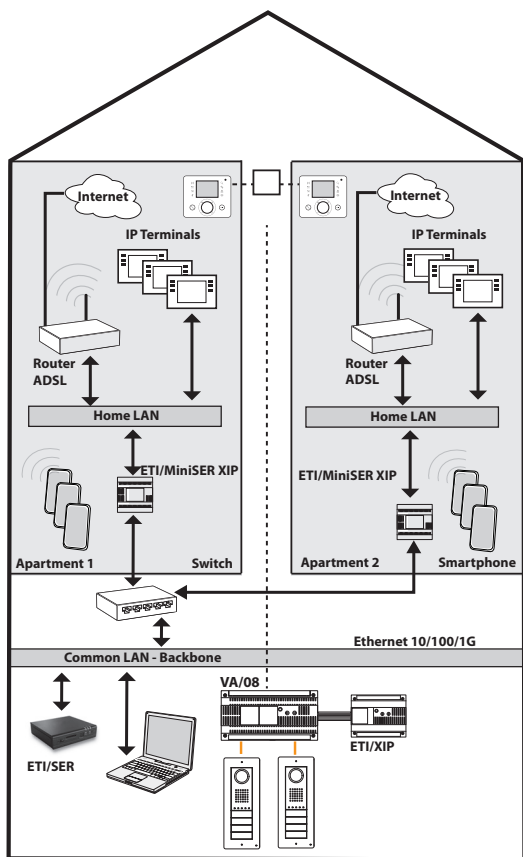 Internet
IP Terminals
Router
ADSL
Home LAN
ETI/MiniSER XIP
Apartment 1
Switch
Internet
IP Terminals
Router
ADSL
Home LAN
ETI/MiniSER XIP
Apartment 2
Smartphone
Ethernet 10/100/1G
Common LAN - Backbone
VA/08
ETI/XIP
ETI/SER